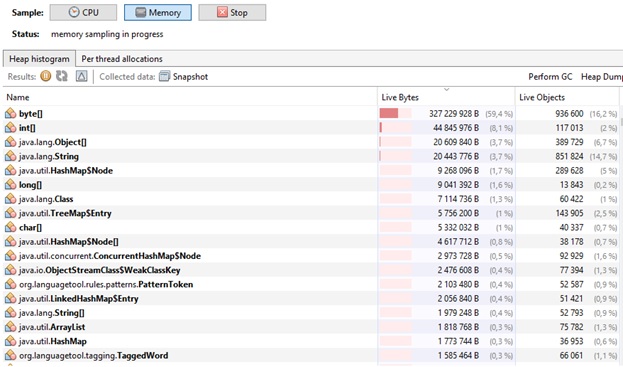 Sample: CPU Memory Stop
Status: memory sampling in progress
Heap histogram Per thread allocations
Results: Collected data: Snapshot Perform GC Heap Dump
Name Live Bytes Live Objects
byte[] 327 229 928 B (59,4 %) 936 600 (16,2 %)
int[] 44 845 976 B (8,1 %) 117 013 (2 %)
java.lang.Object[] 20 609 840 B (3,7 %) 389 729 (6,7 %)
java.lang.String 20 443 776 B (3,7 %) 851 824 (14,7 %)
java.util.HashMap$Node 9 268 096 B (1,7 %) 289 628 (5 %)
long[] 9 041 392 B (1,6 %) 13 843 (0,2 %)
java.lang.Class 7 114 736 B (1,3 %) 60 422 (1 %)
java.util.TreeMap$Entry 5 756 200 B (1 %) 143 905 (2,5 %)
char[] 5 332 032 B (1 %) 40 337 (0,7 %)
java.util.HashMap$Node[] 4 617 712 B (0,8 %) 38 178 (0,7 %)
java.util.concurrent.ConcurrentHashMap$Node 2 973 728 B (0,5 %) 92 929 (1,6 %)
java.io.ObjectStreamClass$WeakClassKey 2 476 608 B (0,4 %) 77 394 (1,3 %)
org.languagetool.rules.patterns.PatternToken 2 103 480 B (0,4 %) 52 587 (0,9 %)
java.util.LinkedHashMap$Entry 2 056 840 B (0,4 %) 51 421 (0,9 %)
java.lang.String[] 1 979 248 B (0,4 %) 52 793 (0,9 %)
java.util.ArrayList 1 818 768 B (0,3 %) 75 782 (1,3 %)
java.util.HashMap 1 773 744 B (0,3 %) 36 953 (0,6 %)
org.languagetool.tagging.TaggedWord 1 585 464 B (0,3 %) 66 061 (1,1 %)